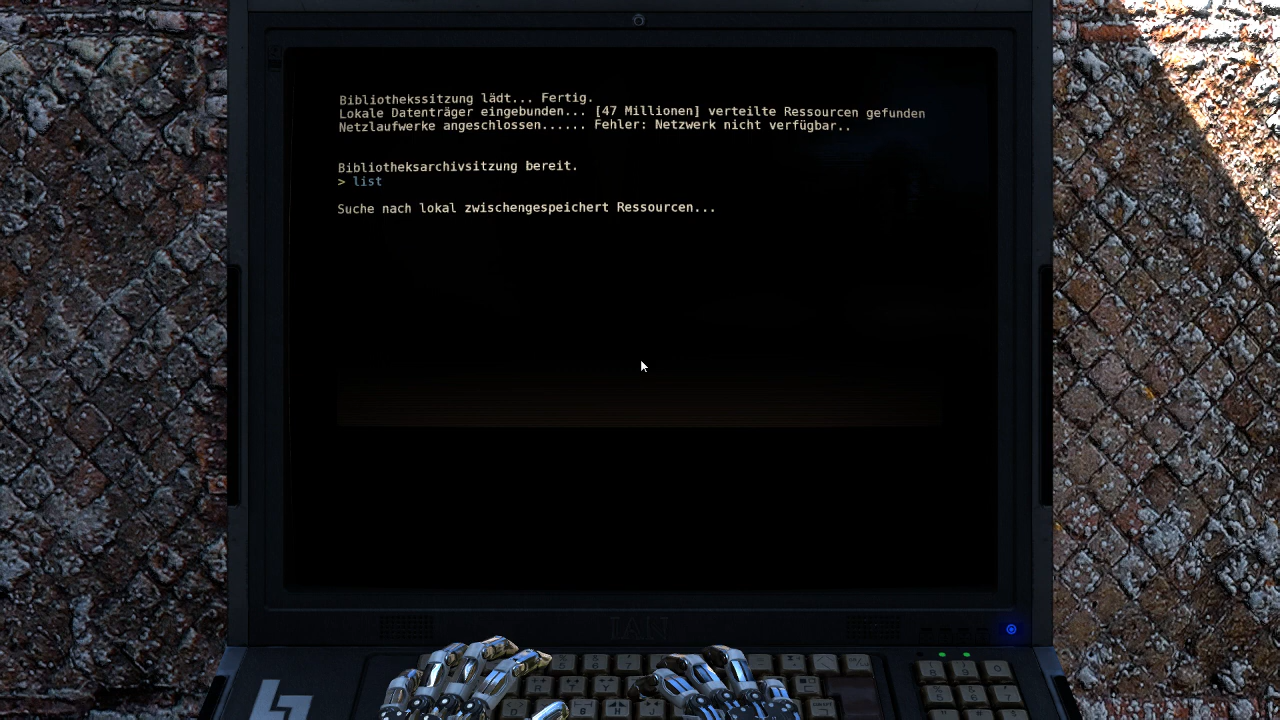 Bibliothekssitzung lädt... Fertig.
Lokale Datenträger eingebunden... [47 Millionen] verteilte Ressourcen gefunden
Netzlaufwerke angeschlossen...... Fehler: Netzwerk nicht verfügbar..
Bibliotheksarchivsitzung bereit.
> list
Suche nach lokal zwischengespeichert Ressourcen...
IAN